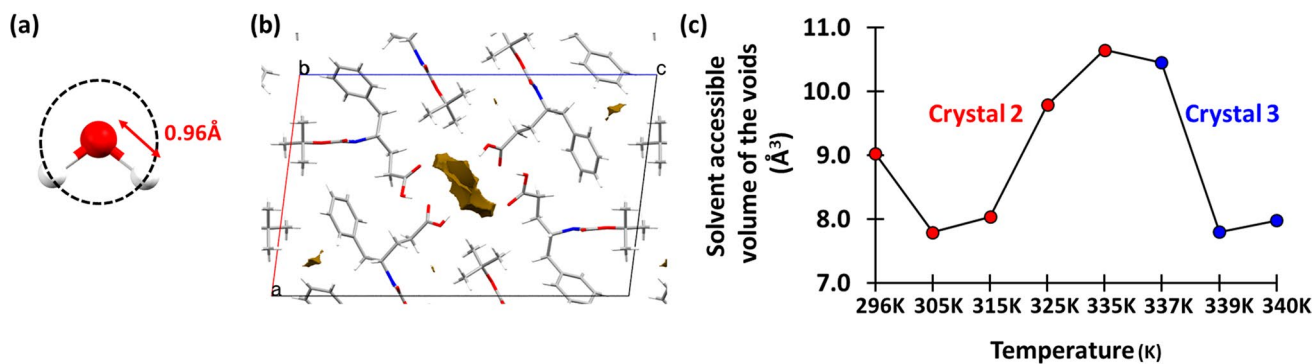 (a)
0.96Å
(b)
b
c
a
(c)
Solvent accessible
volume of the voids
(Å³)
11.0
10.0
9.0
8.0
7.0
Crystal 2
Crystal 3
296K 305K 315K 325K 335K 337K 339K 340K
Temperature (K)